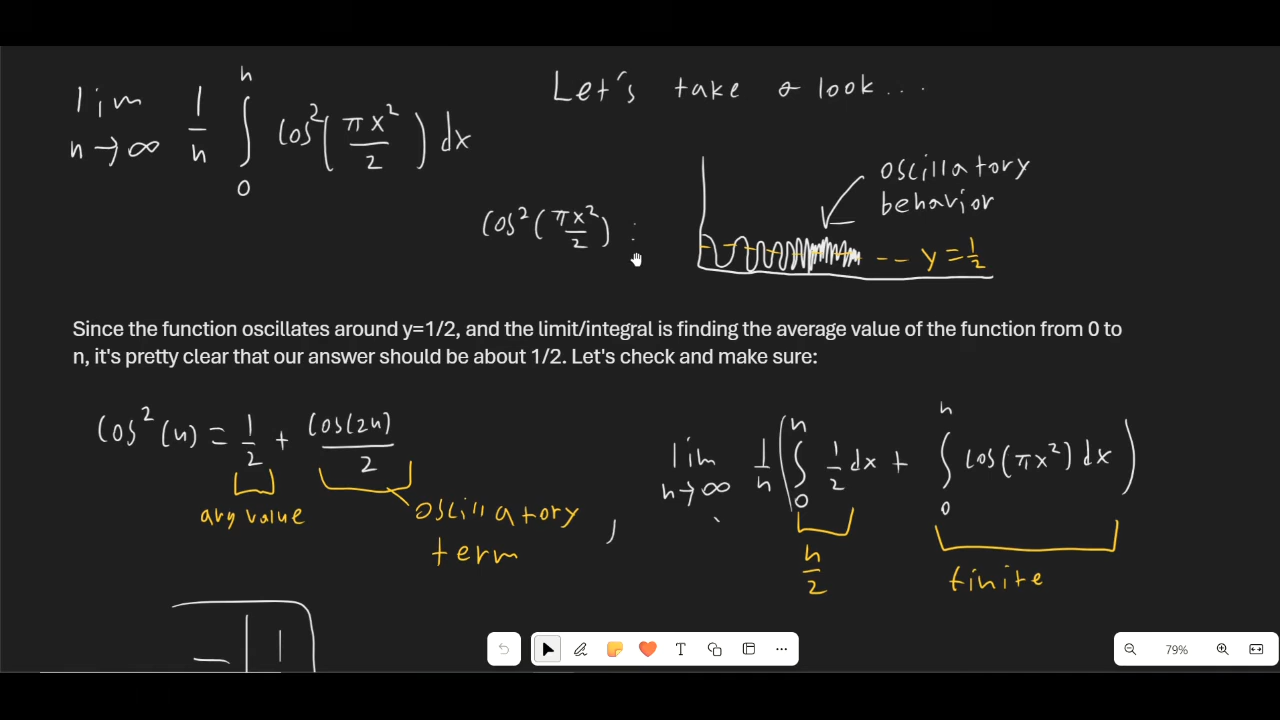 lim n→∞ 1/n ∫₀ⁿ cos²(πx²/2) dx
Let's take a look...
cos²(πx²/2) :
oscillatory
behavior
-- y = 1/2
Since the function oscillates around y=1/2, and the limit/integral is finding the average value of the function from 0 to
n, it's pretty clear that our answer should be about 1/2. Let's check and make sure:
cos²(u) = 1/2 + cos(2u)/2
avg value
oscillatory
term
,
lim n→∞ 1/n (∫₀ⁿ 1/2 dx + ∫₀ⁿ cos(πx²) dx)
n/2
finite
T
79%